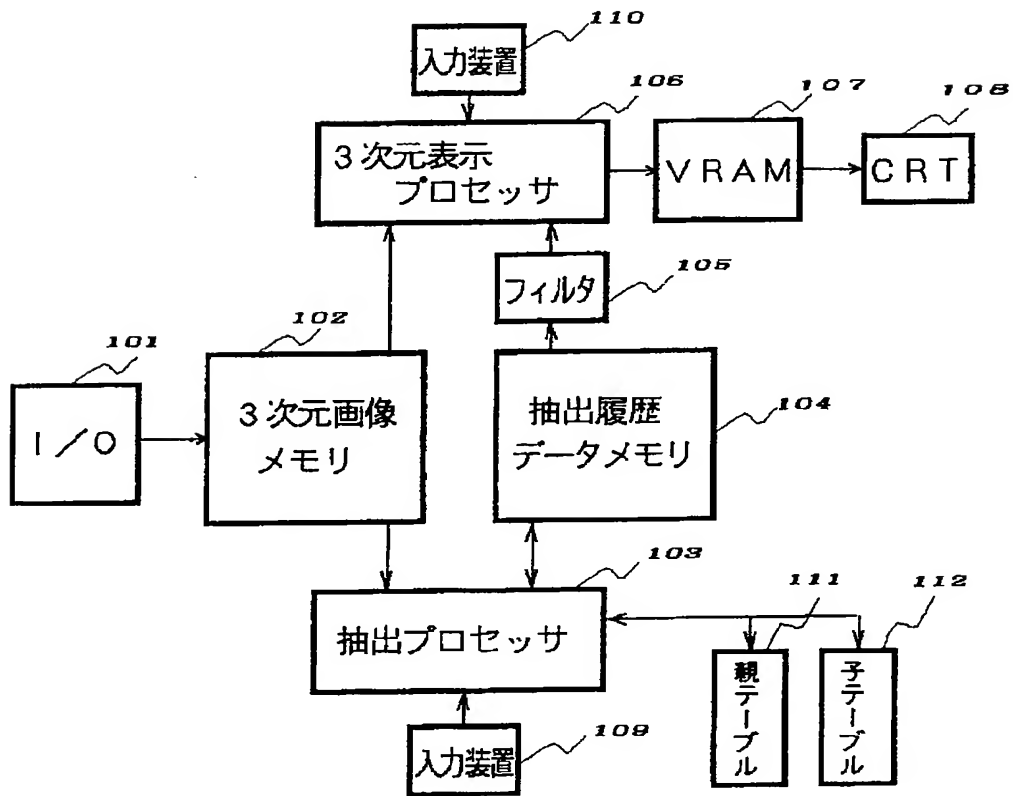 110
入力装置
106
３次元表示
プロセッサ
107
ＶＲＡＭ
108
ＣＲＴ
105
フィルタ
101
Ｉ／Ｏ
102
３次元画像
メモリ
抽出履歴
データメモリ
104
103
抽出プロセッサ
111
親テーブル
112
子テーブル
109
入力装置